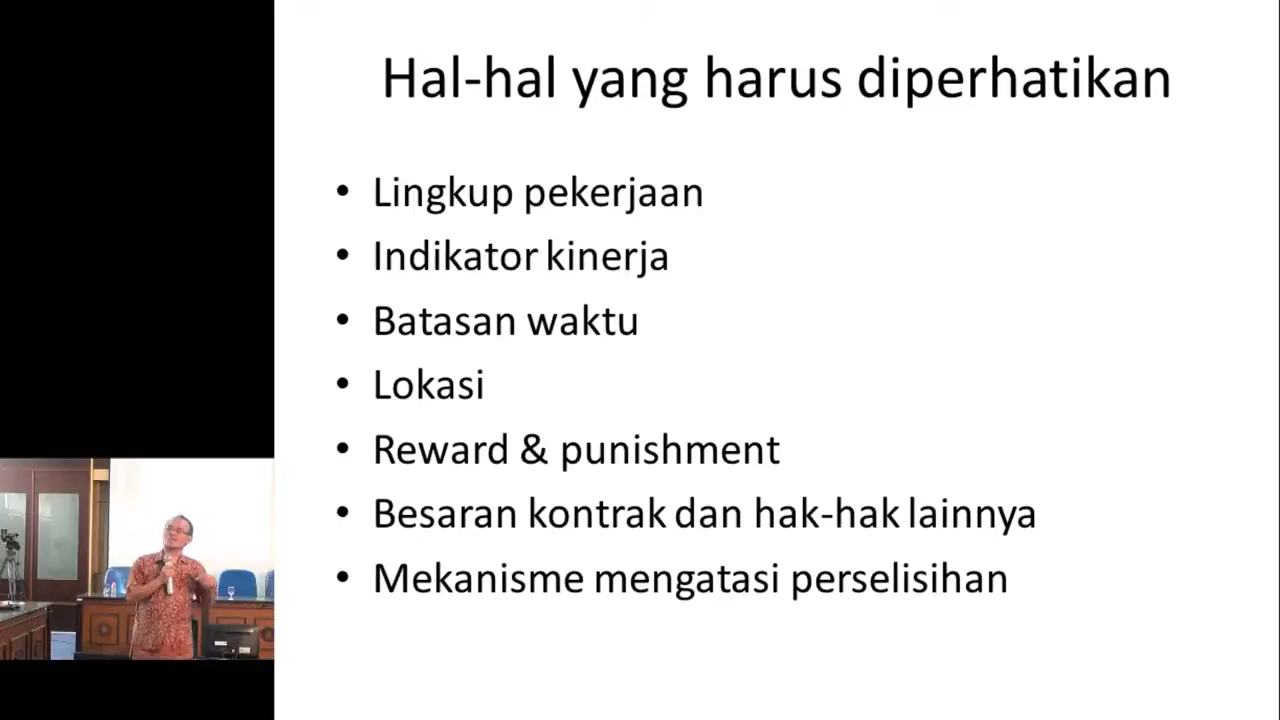 Hal-hal yang harus diperhatikan
• Lingkup pekerjaan
• Indikator kinerja
• Batasan waktu
• Lokasi
• Reward & punishment
• Besaran kontrak dan hak-hak lainnya
• Mekanisme mengatasi perselisihan